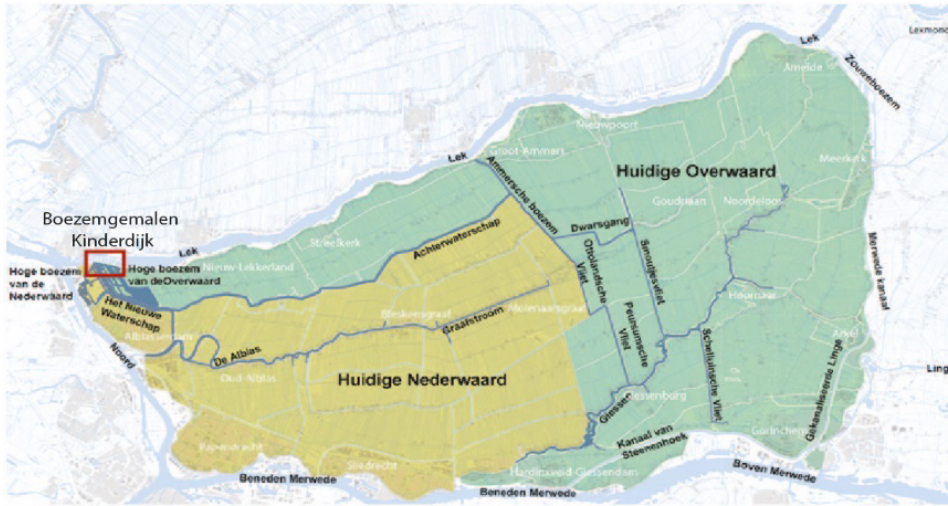 Lek
Lexmond
Ameide
Zouweboezem
Nieuwpoort
Groot-Ammers
Lek
Ammersche boezem
Huidige Overwaard
Meerkerk
Boezemgemalen
Kinderdijk
Goudriaan
Noordeloos
Dwarsgang
Lek
Streefkerk
Achterwaterschap
Ottolandsche
Vliet
Smoutjesvliet
Merwede kanaal
Hoge boezem
van de
Nederwaard
Hoge boezem
van deOverwaard
Nieuw-Lekkerland
Het Nieuwe
Waterschap
Alblasserdam
Bleskensgraaf
Molenaarsgraaf
Graafstroom
Peursumsche
Vliet
Hoornaar
Schelluinsche Vliet
Arkel
Noord
De Alblas
Oud-Alblas
Huidige Nederwaard
Giessen
Giessenburg
Gekanaliseerde Linge
Ling
Papendrecht
Sliedrecht
Kanaal van
Steenenhoek
Gorinchem
Hardinxveld-Giessendam
Beneden Merwede
Beneden Merwede
Boven Merwede